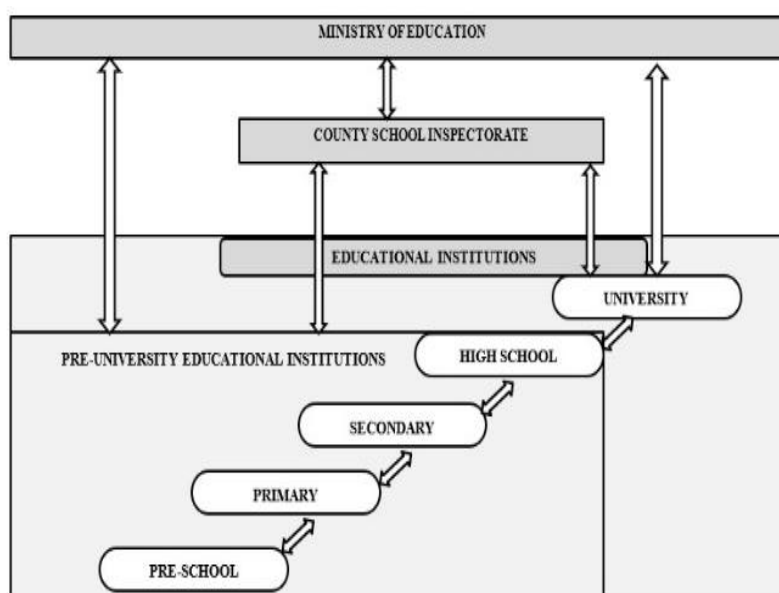 MINISTRY OF EDUCATION
COUNTY SCHOOL INSPECTORATE
EDUCATIONAL INSTITUTIONS
UNIVERSITY
PRE-UNIVERSITY EDUCATIONAL INSTITUTIONS
HIGH SCHOOL
SECONDARY
PRIMARY
PRE-SCHOOL